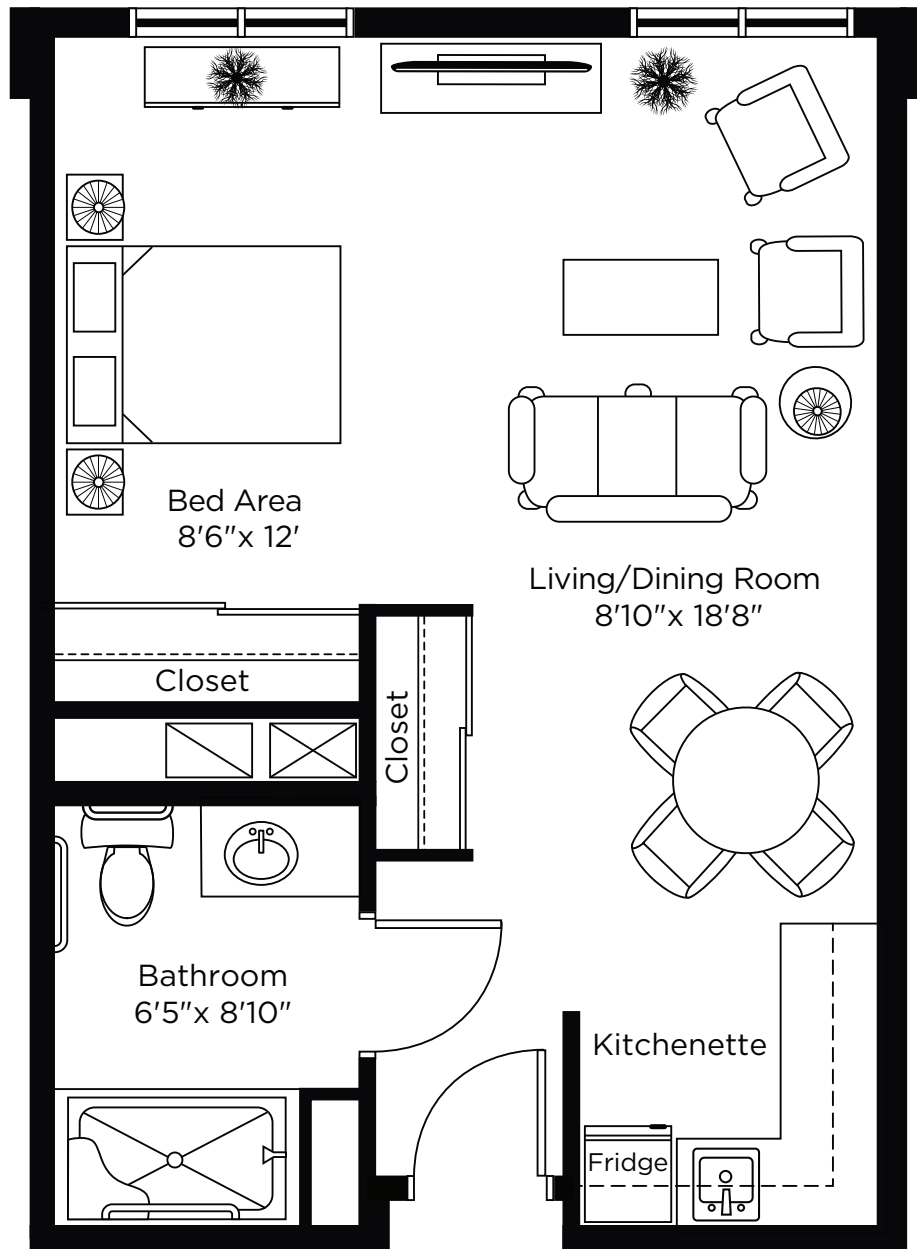 Bed Area
8'6"x 12'
Living/Dining Room
8'10"x 18'8"
Closet
Closet
Bathroom
6'5"x 8'10"
Kitchenette
Fridge